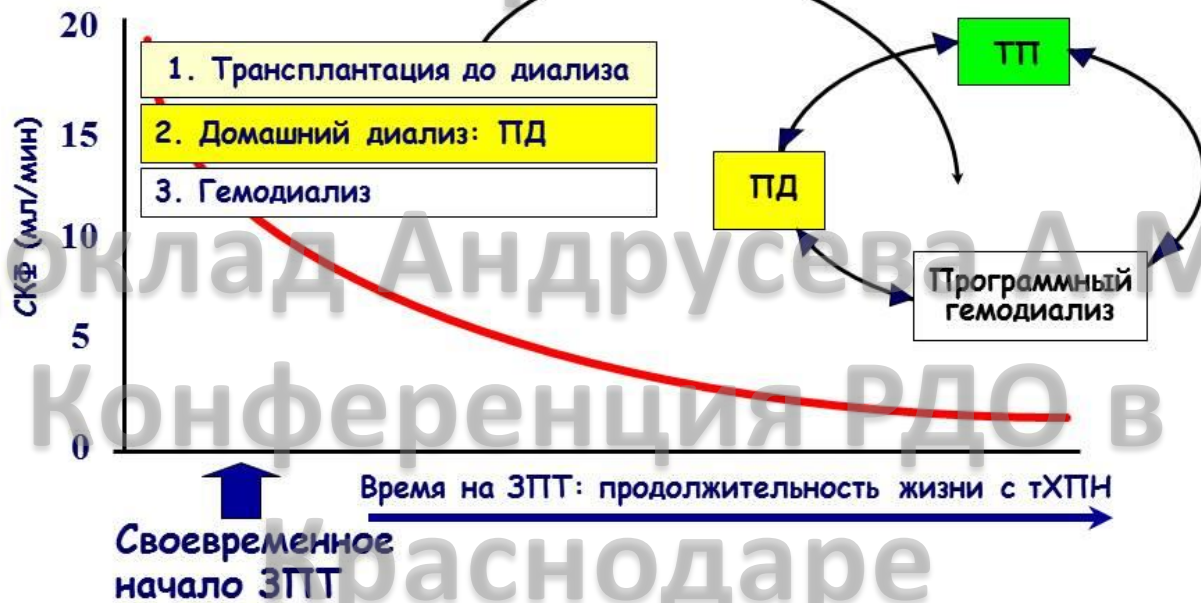 20
15
10
5
0
СКФ (мл/мин)
1. Трансплантация до диализа
2. Домашний диализ: ПД
3. Гемодиализ
ТП
ПД
Программный
гемодиализ
оклад Андрусева А.М
Конференция РДО в
Краснодаре
Время на ЗПТ: продолжительность жизни с тХПН
Своевременное
начало ЗПТ